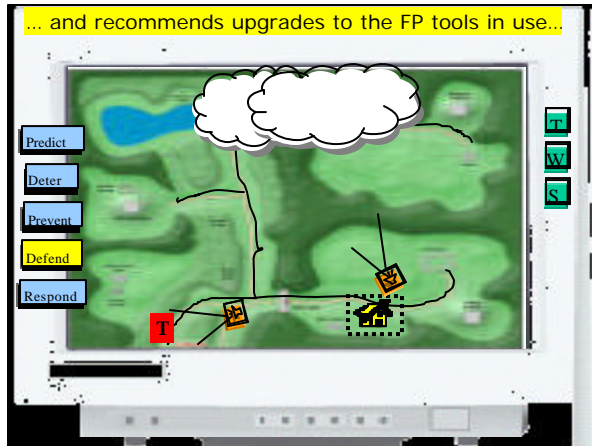 ... and recommends upgrades to the FP tools in use...
Predict
Deter
Prevent
Defend
Respond
T
W
S
T